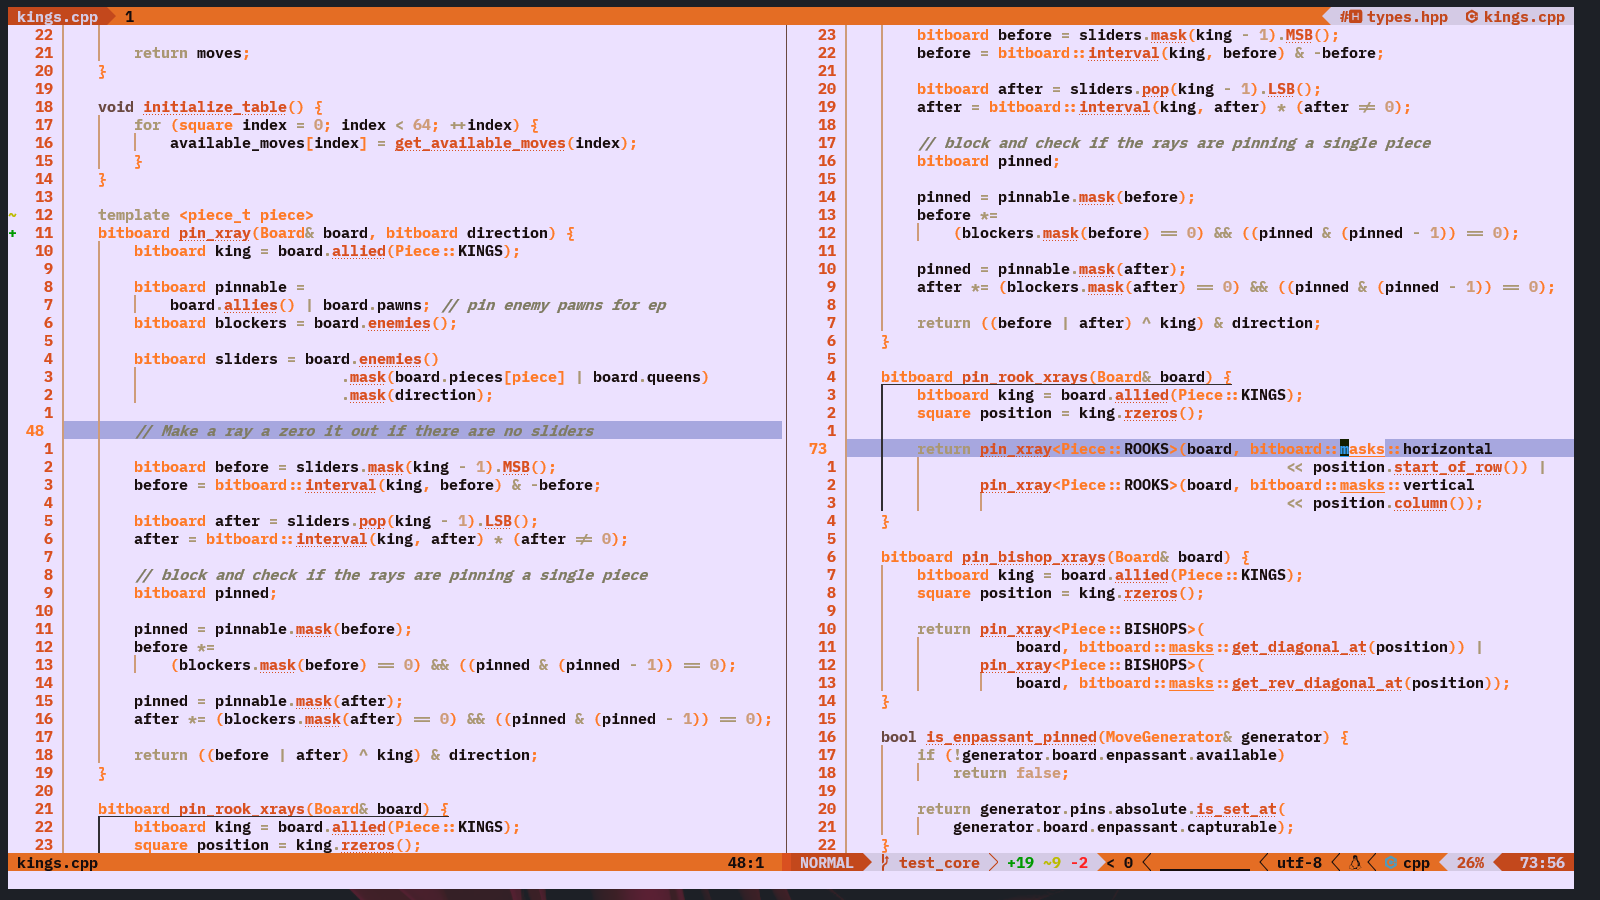 kings.cpp 1 #H types.hpp kings.cpp
22
21 return moves;
20 }
19
18 void initialize_table() {
17 for (square index = 0; index < 64; ++index) {
16 available_moves[index] = get_available_moves(index);
15 }
14 }
13
~ 12 template <piece_t piece>
+ 11 bitboard pin_xray(Board& board, bitboard direction) {
10 bitboard king = board.allied(Piece::KINGS);
9
8 bitboard pinnable =
7 board.allies() | board.pawns; // pin enemy pawns for ep
6 bitboard blockers = board.enemies();
5
4 bitboard sliders = board.enemies()
3 .mask(board.pieces[piece] | board.queens)
2 .mask(direction);
1
48 // Make a ray a zero it out if there are no sliders
1
2 bitboard before = sliders.mask(king - 1).MSB();
3 before = bitboard::interval(king, before) & -before;
4
5 bitboard after = sliders.pop(king - 1).LSB();
6 after = bitboard::interval(king, after) * (after != 0);
7
8 // block and check if the rays are pinning a single piece
9 bitboard pinned;
10
11 pinned = pinnable.mask(before);
12 before *=
13 (blockers.mask(before) == 0) && ((pinned & (pinned - 1)) == 0);
14
15 pinned = pinnable.mask(after);
16 after *= (blockers.mask(after) == 0) && ((pinned & (pinned - 1)) == 0);
17
18 return ((before | after) ^ king) & direction;
19 }
20
21 bitboard pin_rook_xrays(Board& board) {
22 bitboard king = board.allied(Piece::KINGS);
23 square position = king.rzeros();
kings.cpp 48:1
23 bitboard before = sliders.mask(king - 1).MSB();
22 before = bitboard::interval(king, before) & -before;
21
20 bitboard after = sliders.pop(king - 1).LSB();
19 after = bitboard::interval(king, after) * (after != 0);
18
17 // block and check if the rays are pinning a single piece
16 bitboard pinned;
15
14 pinned = pinnable.mask(before);
13 before *=
12 (blockers.mask(before) == 0) && ((pinned & (pinned - 1)) == 0);
11
10 pinned = pinnable.mask(after);
9 after *= (blockers.mask(after) == 0) && ((pinned & (pinned - 1)) == 0);
8
7 return ((before | after) ^ king) & direction;
6 }
5
4 bitboard pin_rook_xrays(Board& board) {
3 bitboard king = board.allied(Piece::KINGS);
2 square position = king.rzeros();
1
73 return pin_xray<Piece::ROOKS>(board, bitboard::masks::horizontal
1 << position.start_of_row()) |
2 pin_xray<Piece::ROOKS>(board, bitboard::masks::vertical
3 << position.column());
4 }
5
6 bitboard pin_bishop_xrays(Board& board) {
7 bitboard king = board.allied(Piece::KINGS);
8 square position = king.rzeros();
9
10 return pin_xray<Piece::BISHOPS>(
11 board, bitboard::masks::get_diagonal_at(position)) |
12 pin_xray<Piece::BISHOPS>(
13 board, bitboard::masks::get_rev_diagonal_at(position));
14 }
15
16 bool is_enpassant_pinned(MoveGenerator& generator) {
17 if (!generator.board.enpassant.available)
18 return false;
19
20 return generator.pins.absolute.is_set_at(
21 generator.board.enpassant.capturable);
22 }
NORMAL test_core +19 ~9 -2 < 0 utf-8 cpp 26% 73:56